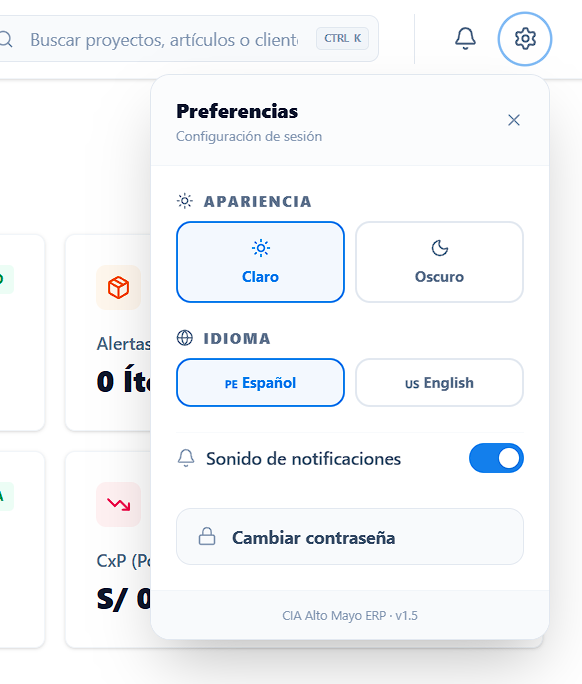 Buscar proyectos, artículos o client
CTRL K
Preferencias
Configuración de sesión
APARIENCIA
Claro
Oscuro
IDIOMA
PE Español
US English
Sonido de notificaciones
Cambiar contraseña
CIA Alto Mayo ERP · v1.5
Alertas
0 Íte
CxP (Po
S/ 0
A